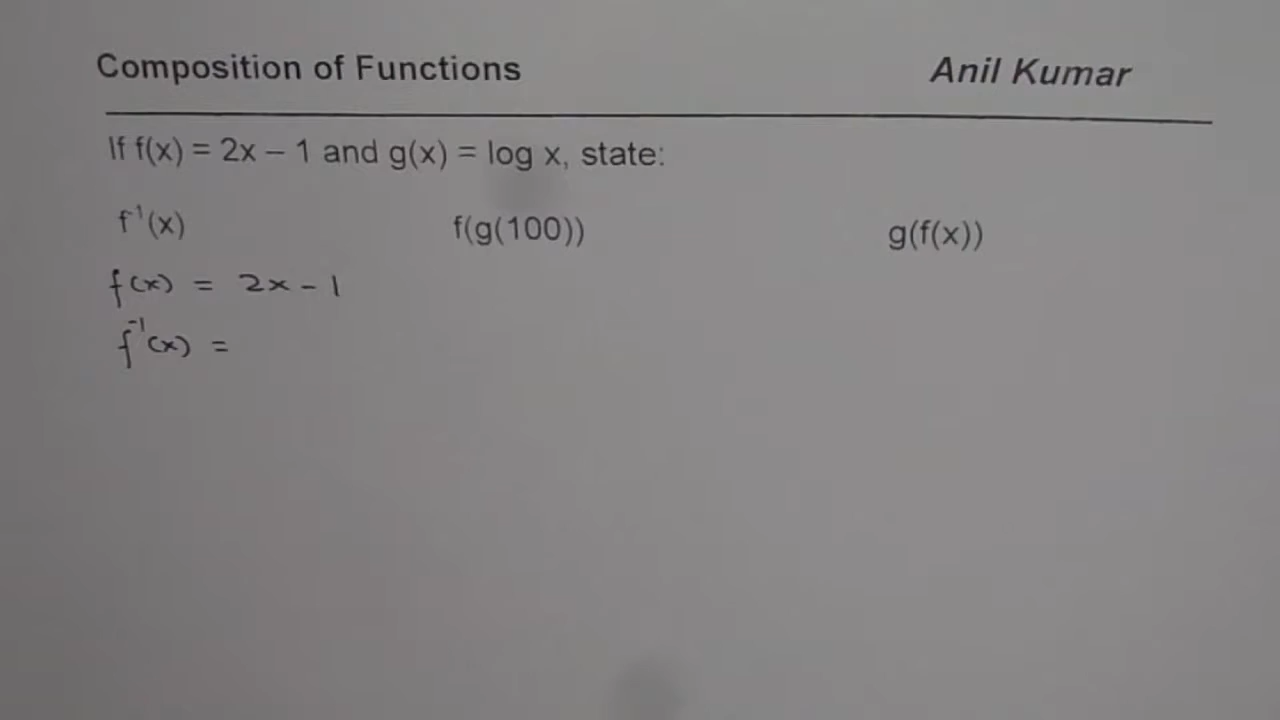 Composition of Functions Anil Kumar
If f(x) = 2x – 1 and g(x) = log x, state:
f⁻¹(x) f(g(100)) g(f(x))
f(x) = 2x - 1
f⁻¹(x) =